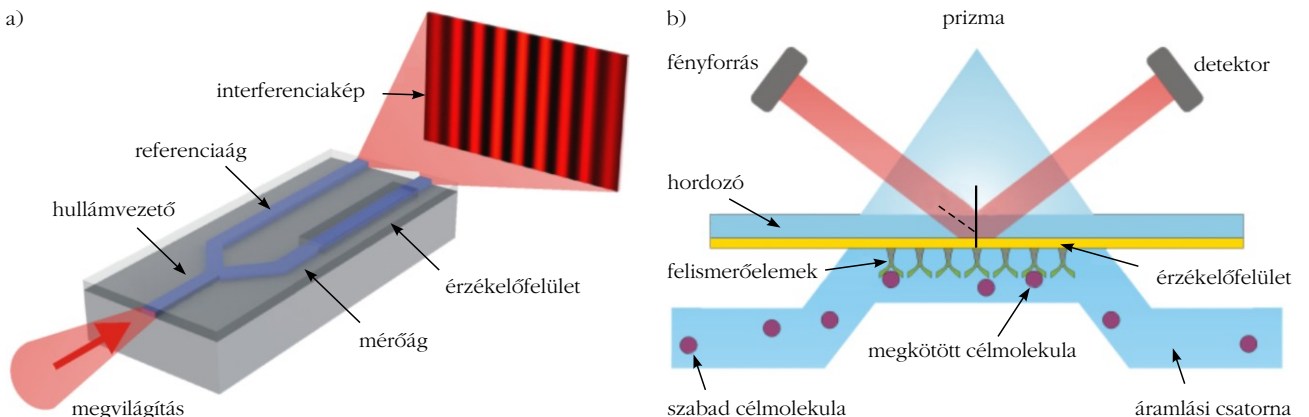 a)
interferenciakép
referenciaág
hullámvezető
érzékelőfelület
mérőág
megvilágítás
b)
prizma
fényforrás
detektor
hordozó
felismerőelemek
érzékelőfelület
megkötött célmolekula
szabad célmolekula
áramlási csatorna